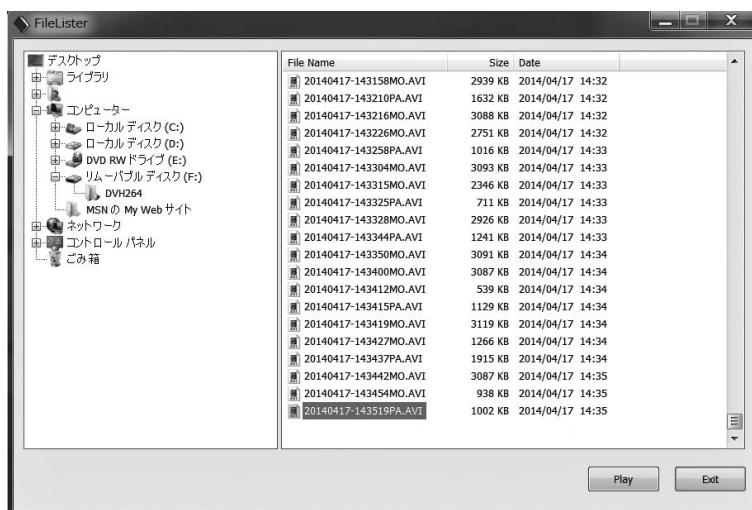 FileLister
デスクトップ
ライブラリ
コンピューター
ローカル ディスク (C:)
ローカル ディスク (D:)
DVD RW ドライブ (E:)
リムーバブル ディスク (F:)
DVH264
MSN の My Web サイト
ネットワーク
コントロール パネル
ごみ箱
File Name Size Date
20140417-143158MO.AVI 2939 KB 2014/04/17 14:32
20140417-143210PA.AVI 1632 KB 2014/04/17 14:32
20140417-143216MO.AVI 3088 KB 2014/04/17 14:32
20140417-143226MO.AVI 2751 KB 2014/04/17 14:32
20140417-143258PA.AVI 1016 KB 2014/04/17 14:33
20140417-143304MO.AVI 3093 KB 2014/04/17 14:33
20140417-143315MO.AVI 2346 KB 2014/04/17 14:33
20140417-143325PA.AVI 711 KB 2014/04/17 14:33
20140417-143328MO.AVI 2926 KB 2014/04/17 14:33
20140417-143344PA.AVI 1241 KB 2014/04/17 14:33
20140417-143350MO.AVI 3091 KB 2014/04/17 14:34
20140417-143400MO.AVI 3087 KB 2014/04/17 14:34
20140417-143412MO.AVI 539 KB 2014/04/17 14:34
20140417-143415PA.AVI 1129 KB 2014/04/17 14:34
20140417-143419MO.AVI 3119 KB 2014/04/17 14:34
20140417-143427MO.AVI 1266 KB 2014/04/17 14:34
20140417-143437PA.AVI 1915 KB 2014/04/17 14:34
20140417-143442MO.AVI 3087 KB 2014/04/17 14:35
20140417-143454MO.AVI 938 KB 2014/04/17 14:35
20140417-143519PA.AVI 1002 KB 2014/04/17 14:35
Play Exit